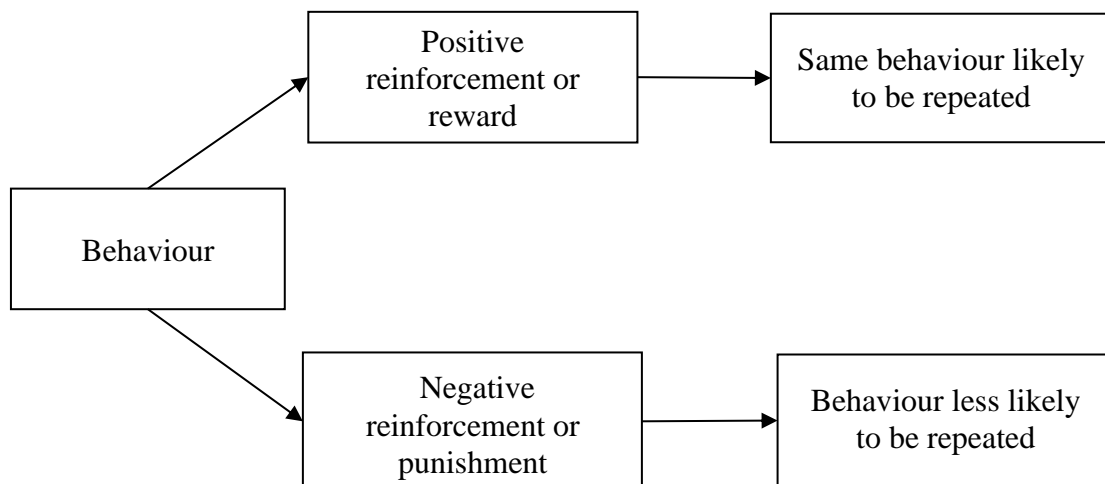 Positive
reinforcement or
reward
Same behaviour likely
to be repeated
Behaviour
Negative
reinforcement or
punishment
Behaviour less likely
to be repeated